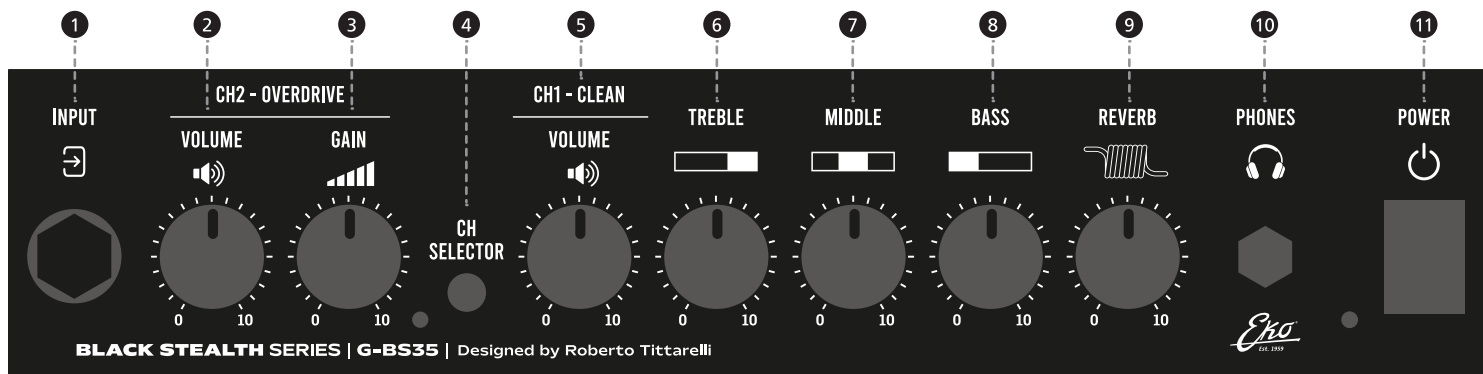 1 2 3 4 5 6 7 8 9 10 11
CH2 - OVERDRIVE CH1 - CLEAN
INPUT TREBLE MIDDLE BASS REVERB PHONES POWER
VOLUME GAIN VOLUME
CH
SELECTOR
0 10 0 10 0 10 0 10 0 10 0 10 0 10
Eko
Est. 1959
BLACK STEALTH SERIES | G-BS35 | Designed by Roberto Tittarelli